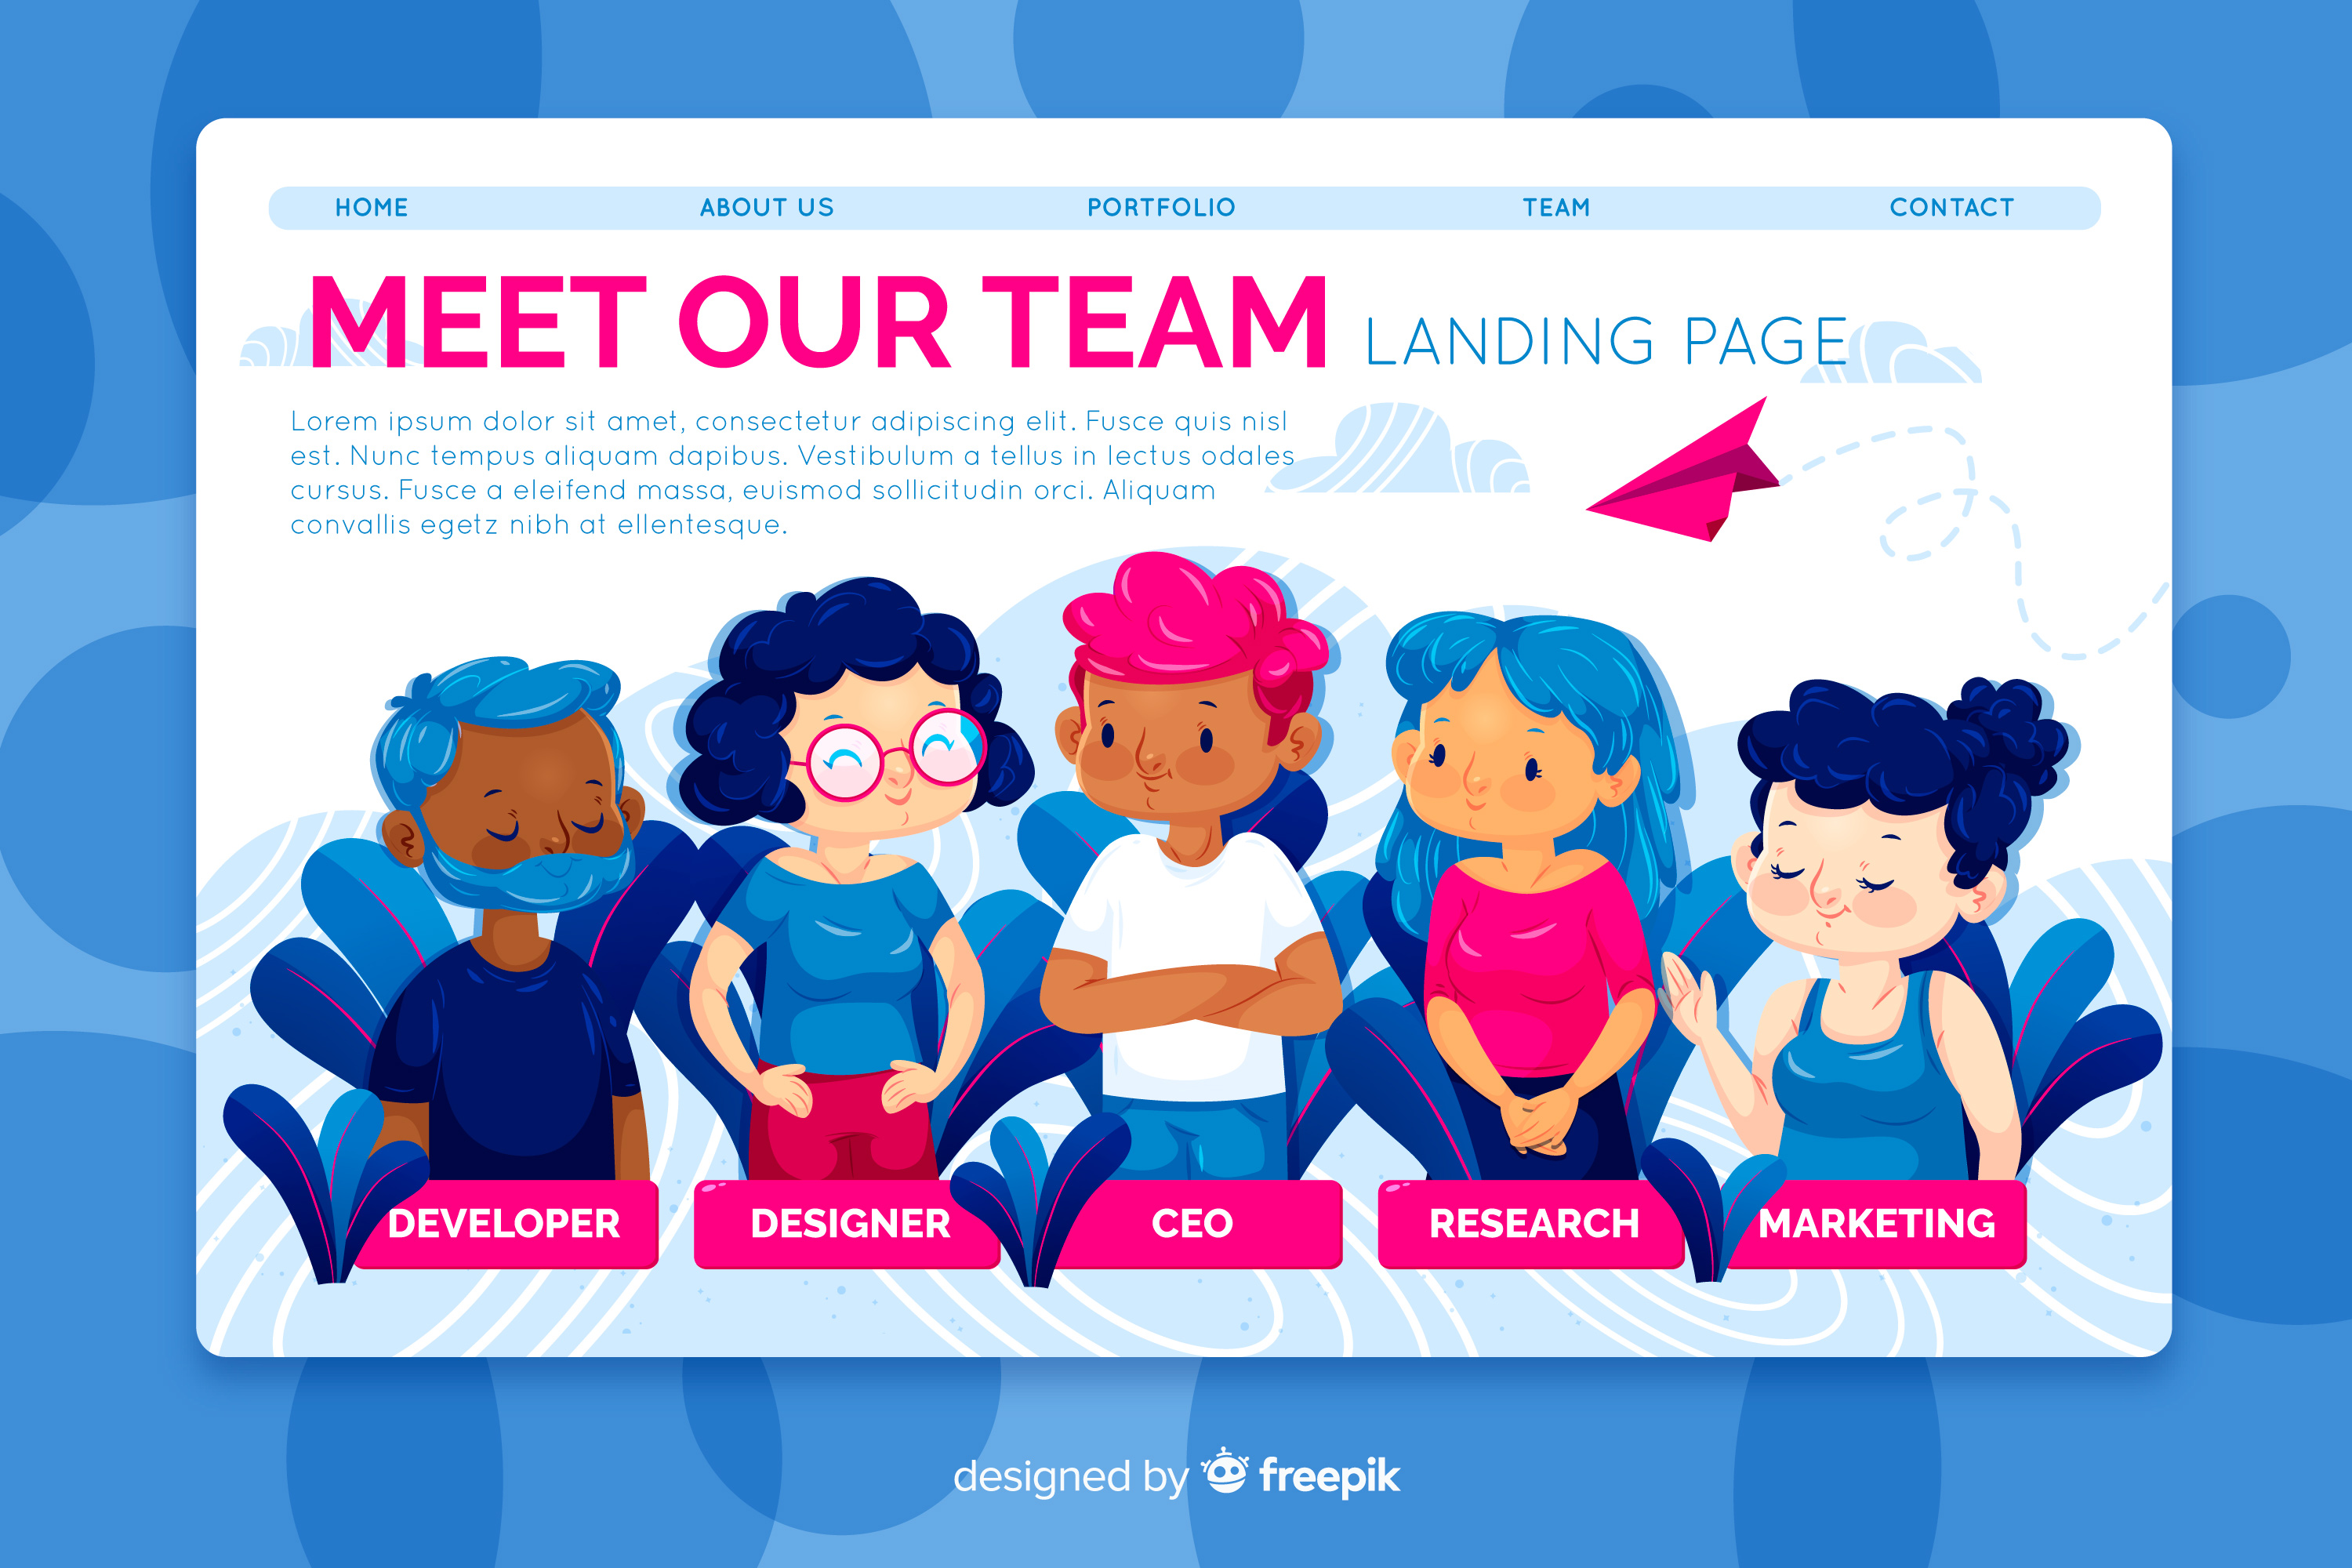 HOME ABOUT US PORTFOLIO TEAM CONTACT
MEET OUR TEAM LANDING PAGE
Lorem ipsum dolor sit amet, consectetur adipiscing elit. Fusce quis nisl
est. Nunc tempus aliquam dapibus. Vestibulum a tellus in lectus odales
cursus. Fusce a eleifend massa, euismod sollicitudin orci. Aliquam
convallis egetz nibh at ellentesque.
DEVELOPER DESIGNER CEO RESEARCH MARKETING
designed by freepik